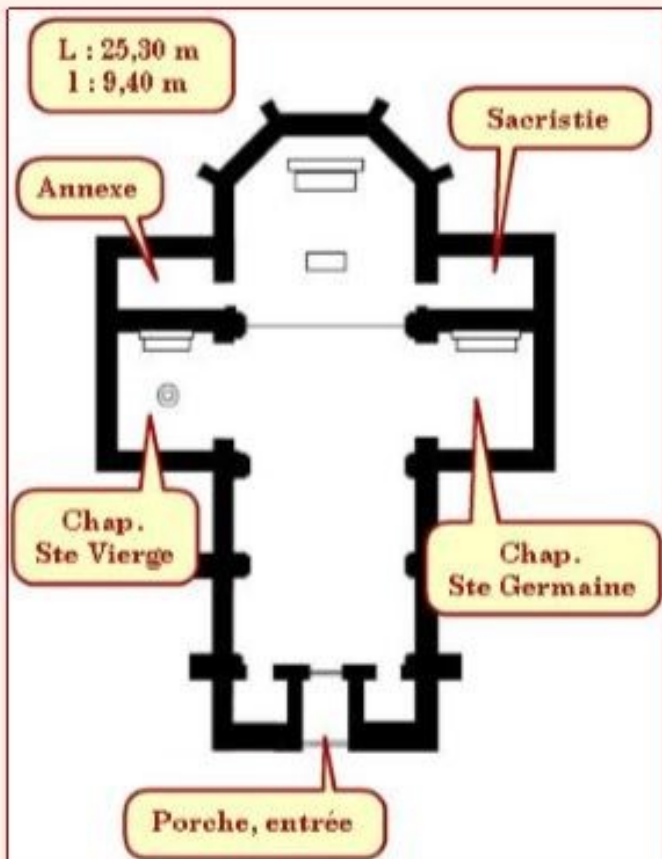 L : 25,30 m
l : 9,40 m
Sacristie
Annexe
Chap.
Ste Vierge
Chap.
Ste Germaine
Porche, entrée